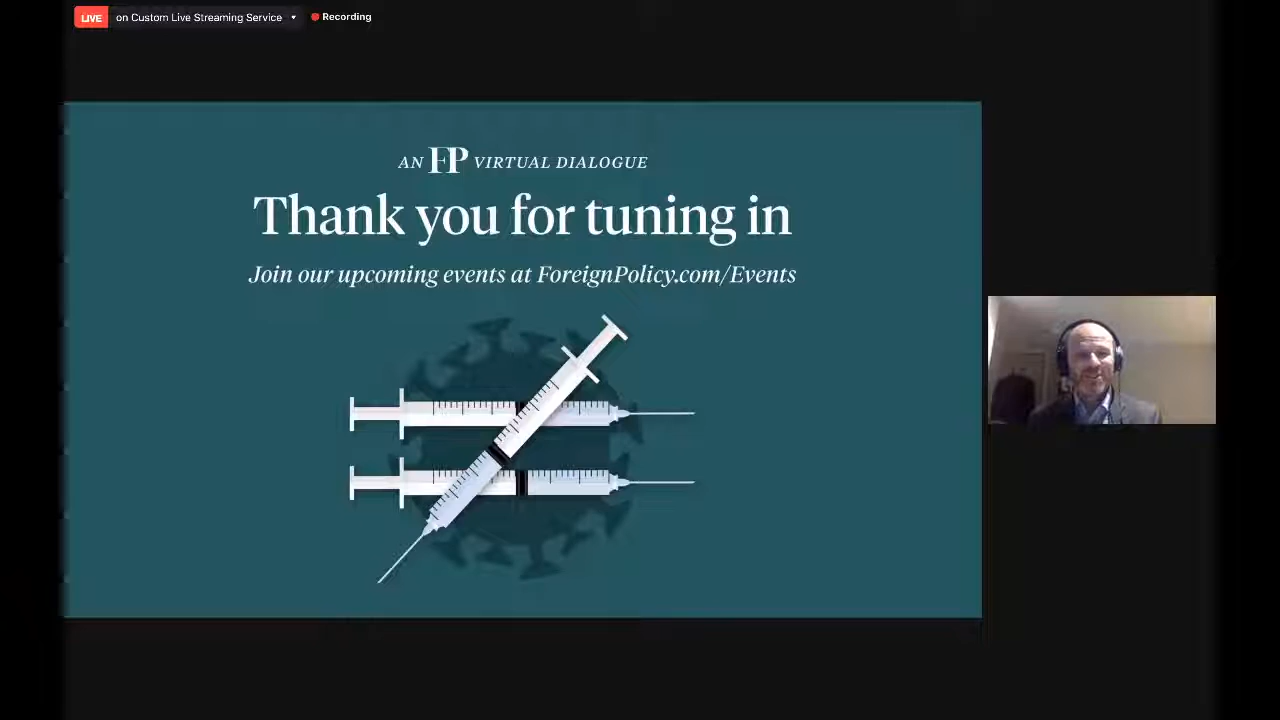 LIVE on Custom Live Streaming Service Recording
AN FP VIRTUAL DIALOGUE
Thank you for tuning in
Join our upcoming events at ForeignPolicy.com/Events